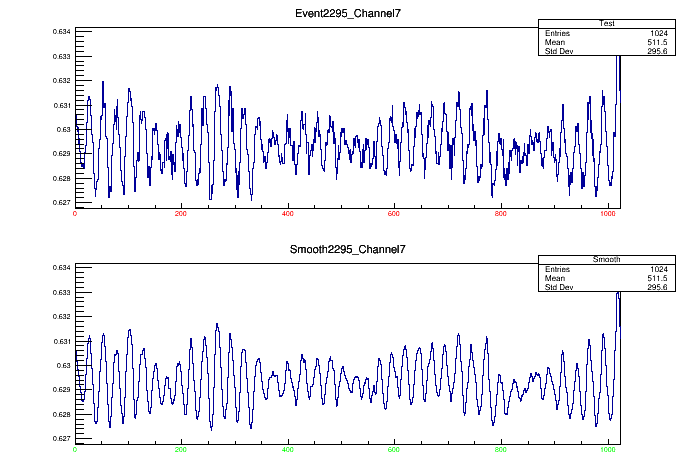 Event2295_Channel7
Test
Entries 1024
Mean 511.5
Std Dev 295.6
0.634
0.633
0.632
0.631
0.63
0.629
0.628
0.627
0 200 400 600 800 1000
Smooth2295_Channel7
Smooth
Entries 1024
Mean 511.5
Std Dev 295.6
0.634
0.633
0.632
0.631
0.63
0.629
0.628
0.627
0 200 400 600 800 1000